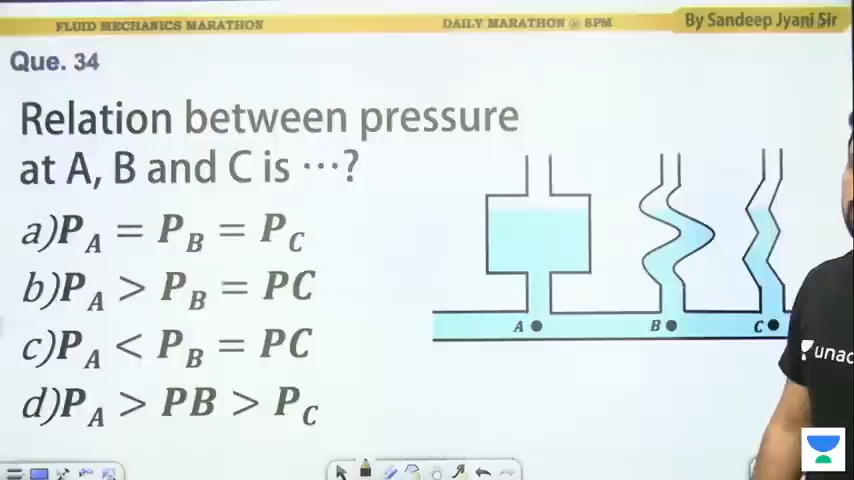 FLUID MECHANICS MARATHON
DAILY MARATHON @ 8PM
By Sandeep Jyani Sir
Que. 34
Relation between pressure
at A, B and C is ⋯?
a)P_A = P_B = P_C
b)P_A > P_B = PC
c)P_A < P_B = PC
d)P_A > PB > P_C
A
B
C
unac